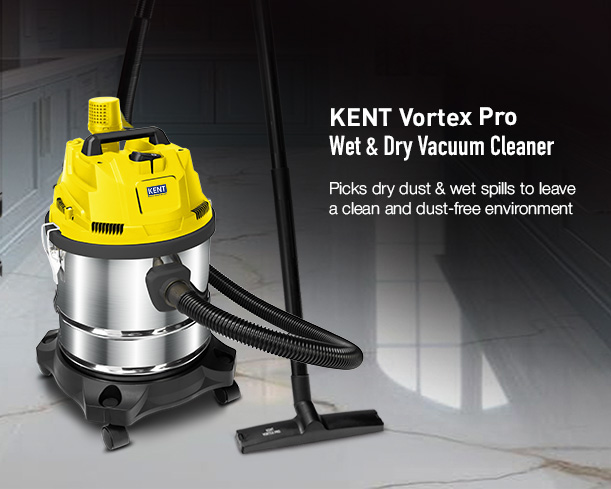 KENT Vortex Pro
Wet & Dry Vacuum Cleaner
Picks dry dust & wet spills to leave
a clean and dust-free environment
KENT